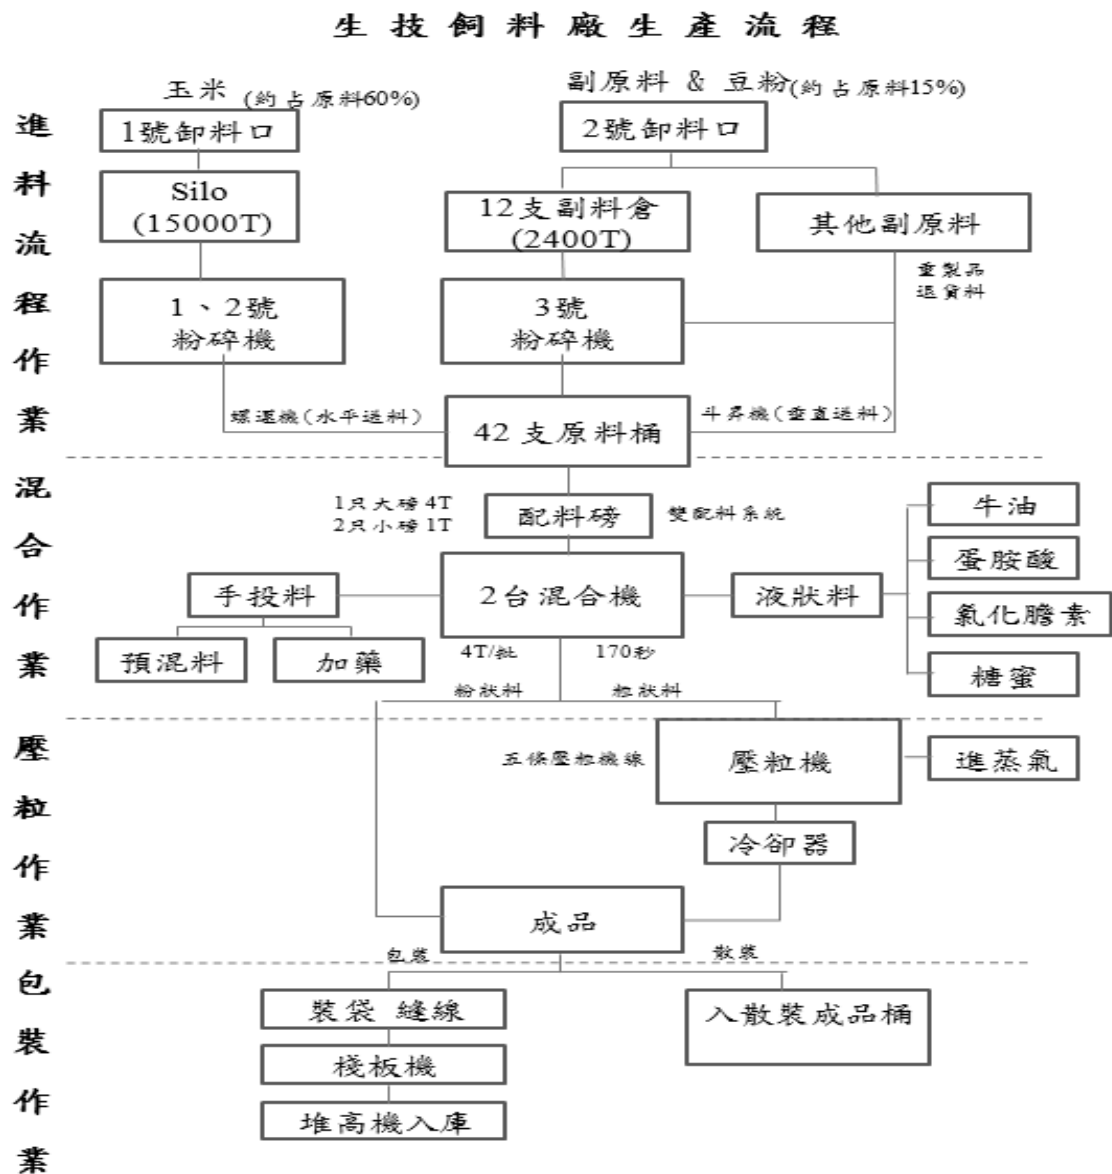 生技飼料廠生產流程
進料流程作業
玉米 (約占原料60%)
副原料 & 豆粉(約占原料15%)
1號卸料口
2號卸料口
Silo
(15000T)
12支副料倉
(2400T)
其他副原料
重製品
退貨料
1、2號
粉碎機
3號
粉碎機
螺運機(水平送料)
42 支原料桶
斗昇機(垂直送料)
混合作業
1只大磅 4T
2只小磅 1T
配料磅
雙配料系統
手投料
2台混合機
液狀料
牛油
蛋胺酸
氯化膽素
糖蜜
預混料
加藥
4T/批
170秒
粉狀料
粒狀料
壓粒作業
五條壓粒機線
壓粒機
進蒸氣
冷卻器
成品
包裝
散裝
包裝作業
裝袋 縫線
入散裝成品桶
棧板機
堆高機入庫